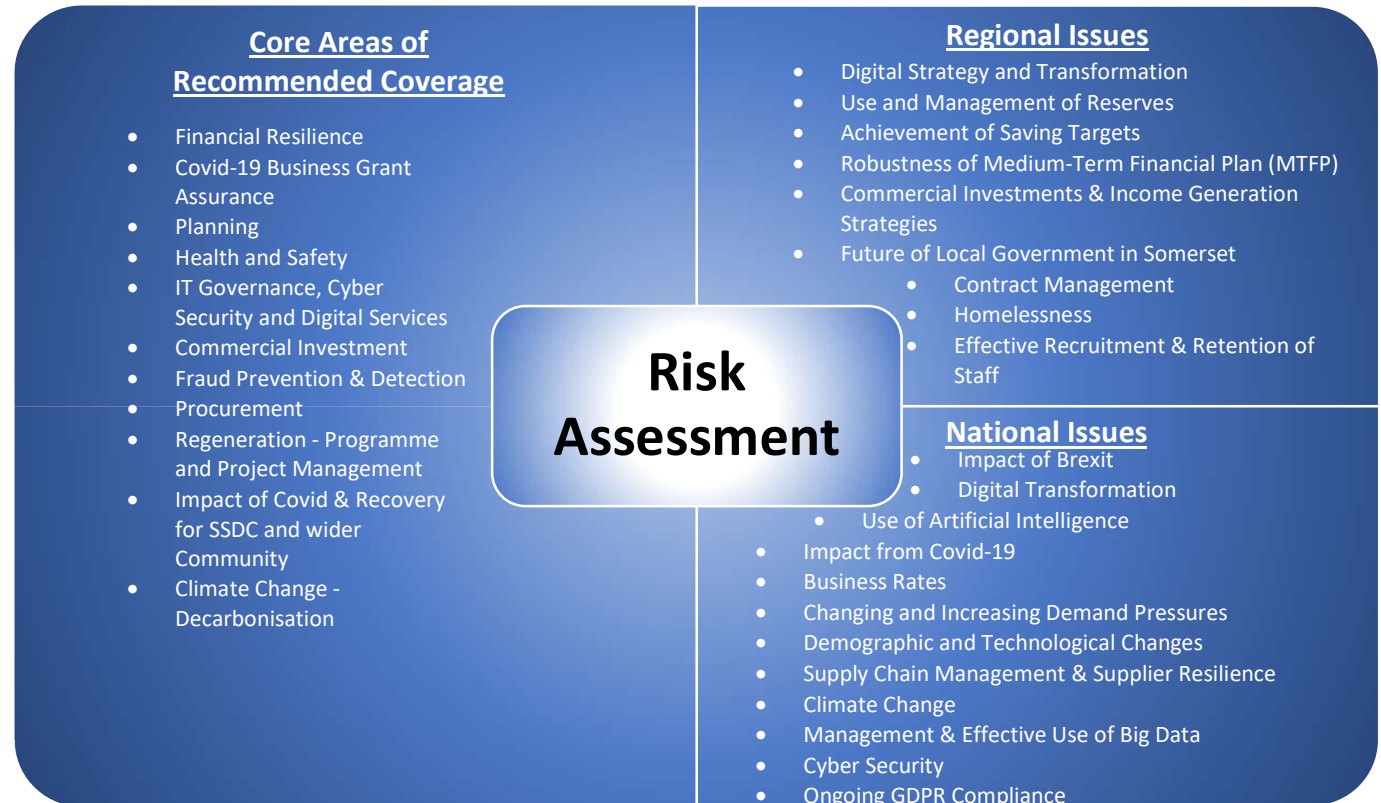 Core Areas of
Recommended Coverage
• Financial Resilience
• Covid-19 Business Grant
Assurance
• Planning
• Health and Safety
• IT Governance, Cyber
Security and Digital Services
• Commercial Investment
• Fraud Prevention & Detection
• Procurement
• Regeneration - Programme
and Project Management
• Impact of Covid & Recovery
for SSDC and wider
Community
• Climate Change -
Decarbonisation
Regional Issues
• Digital Strategy and Transformation
• Use and Management of Reserves
• Achievement of Saving Targets
• Robustness of Medium-Term Financial Plan (MTFP)
• Commercial Investments & Income Generation
Strategies
• Future of Local Government in Somerset
• Contract Management
• Homelessness
• Effective Recruitment & Retention of
Staff
Risk
Assessment
National Issues
• Impact of Brexit
• Digital Transformation
• Use of Artificial Intelligence
• Impact from Covid-19
• Business Rates
• Changing and Increasing Demand Pressures
• Demographic and Technological Changes
• Supply Chain Management & Supplier Resilience
• Climate Change
• Management & Effective Use of Big Data
• Cyber Security
• Ongoing GDPR Compliance